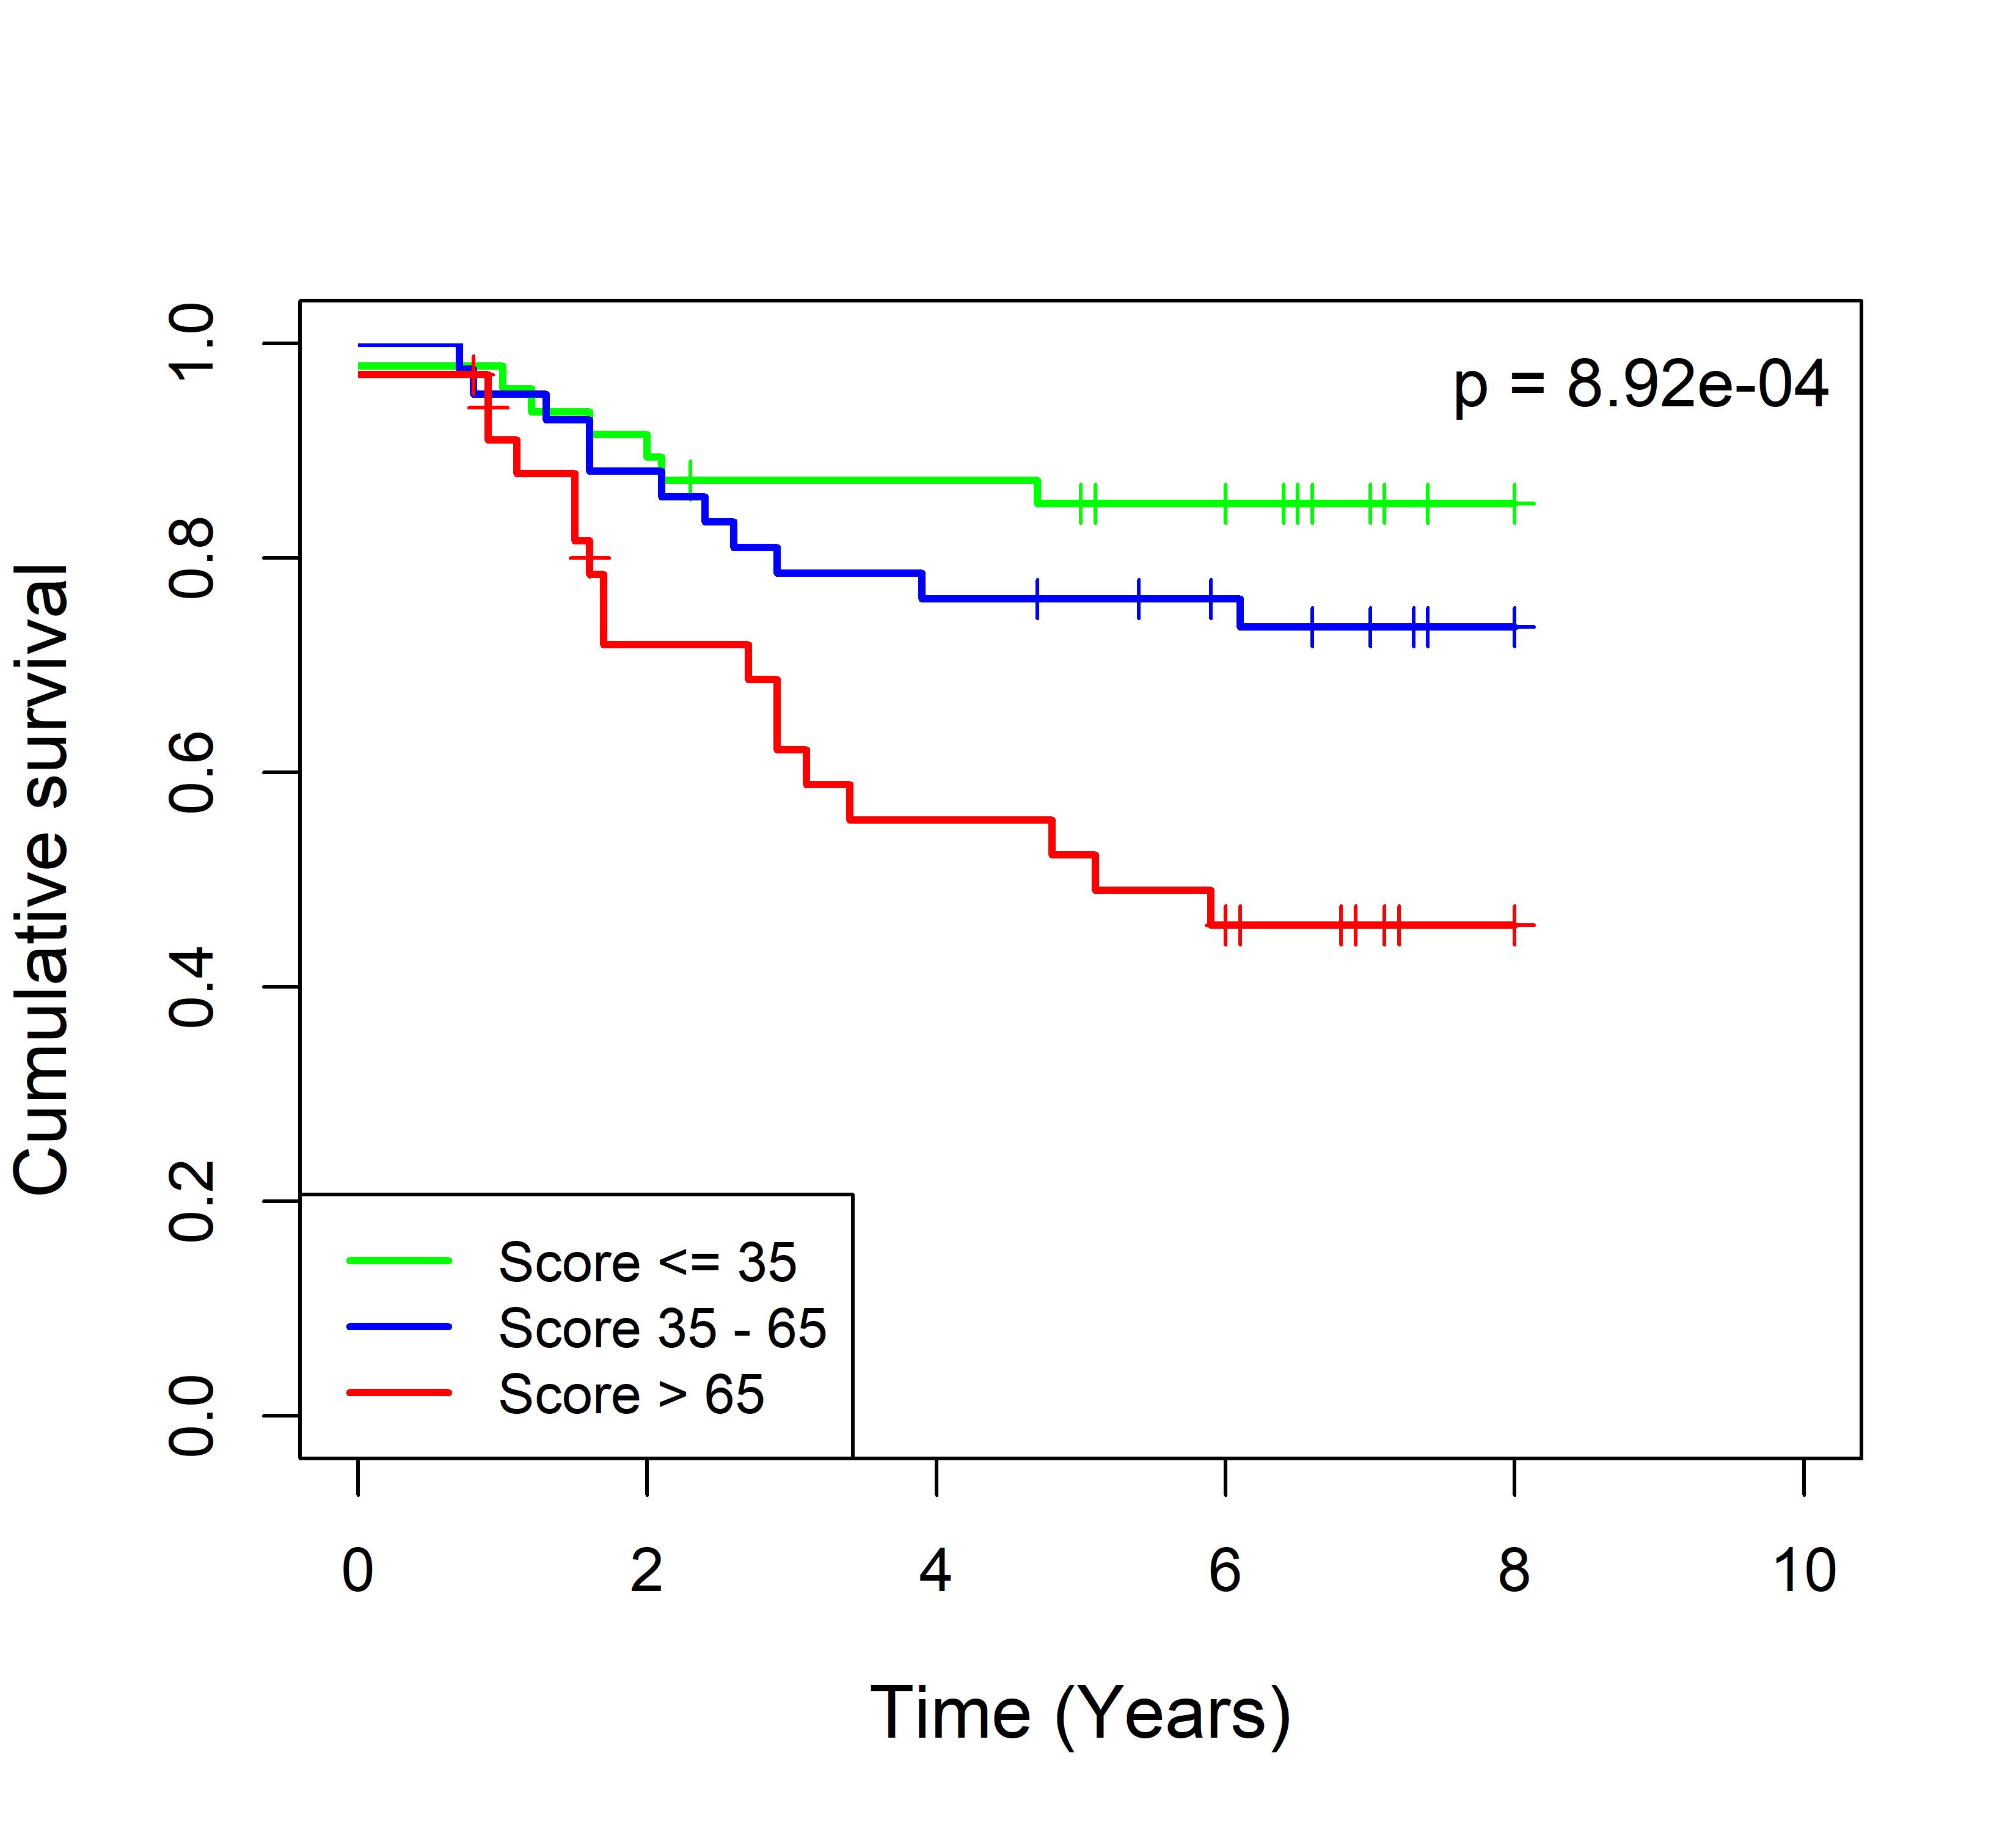 p = 8.92e-04
Cumulative survival
1.0
0.8
0.6
0.4
0.2
0.0
Score <= 35
Score 35 - 65
Score > 65
0 2 4 6 8 10
Time (Years)